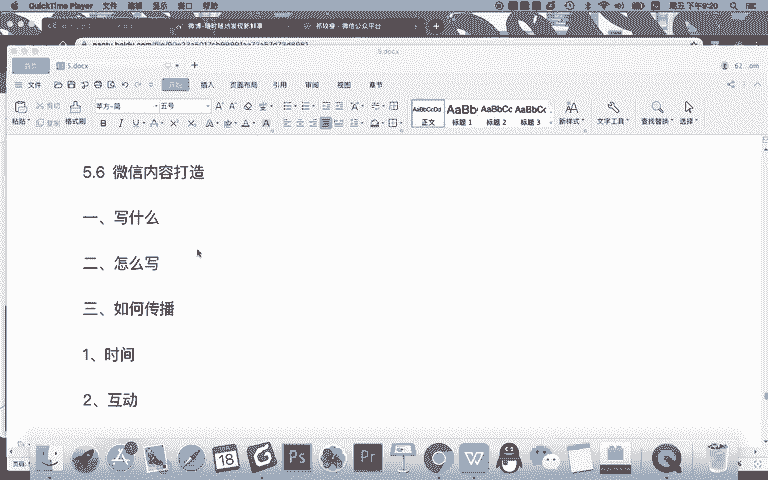 QuickTime Player 文件 编辑 显示 窗口 帮助
周五 下午9:20
5.docx
5.docx
文件 开始 插入 页面布局 引用 审阅 视图 章节
粘贴 剪切 复制 格式刷 苹方-简 五号
AaBbCcDd AaBb AaBbCc AaBbC
正文 标题 1 标题 2 标题 3 新样式 文字工具 查找替换 选择
5.6 微信内容打造
一、写什么
二、怎么写
三、如何传播
1、时间
2、互动
18
Ps
Pr